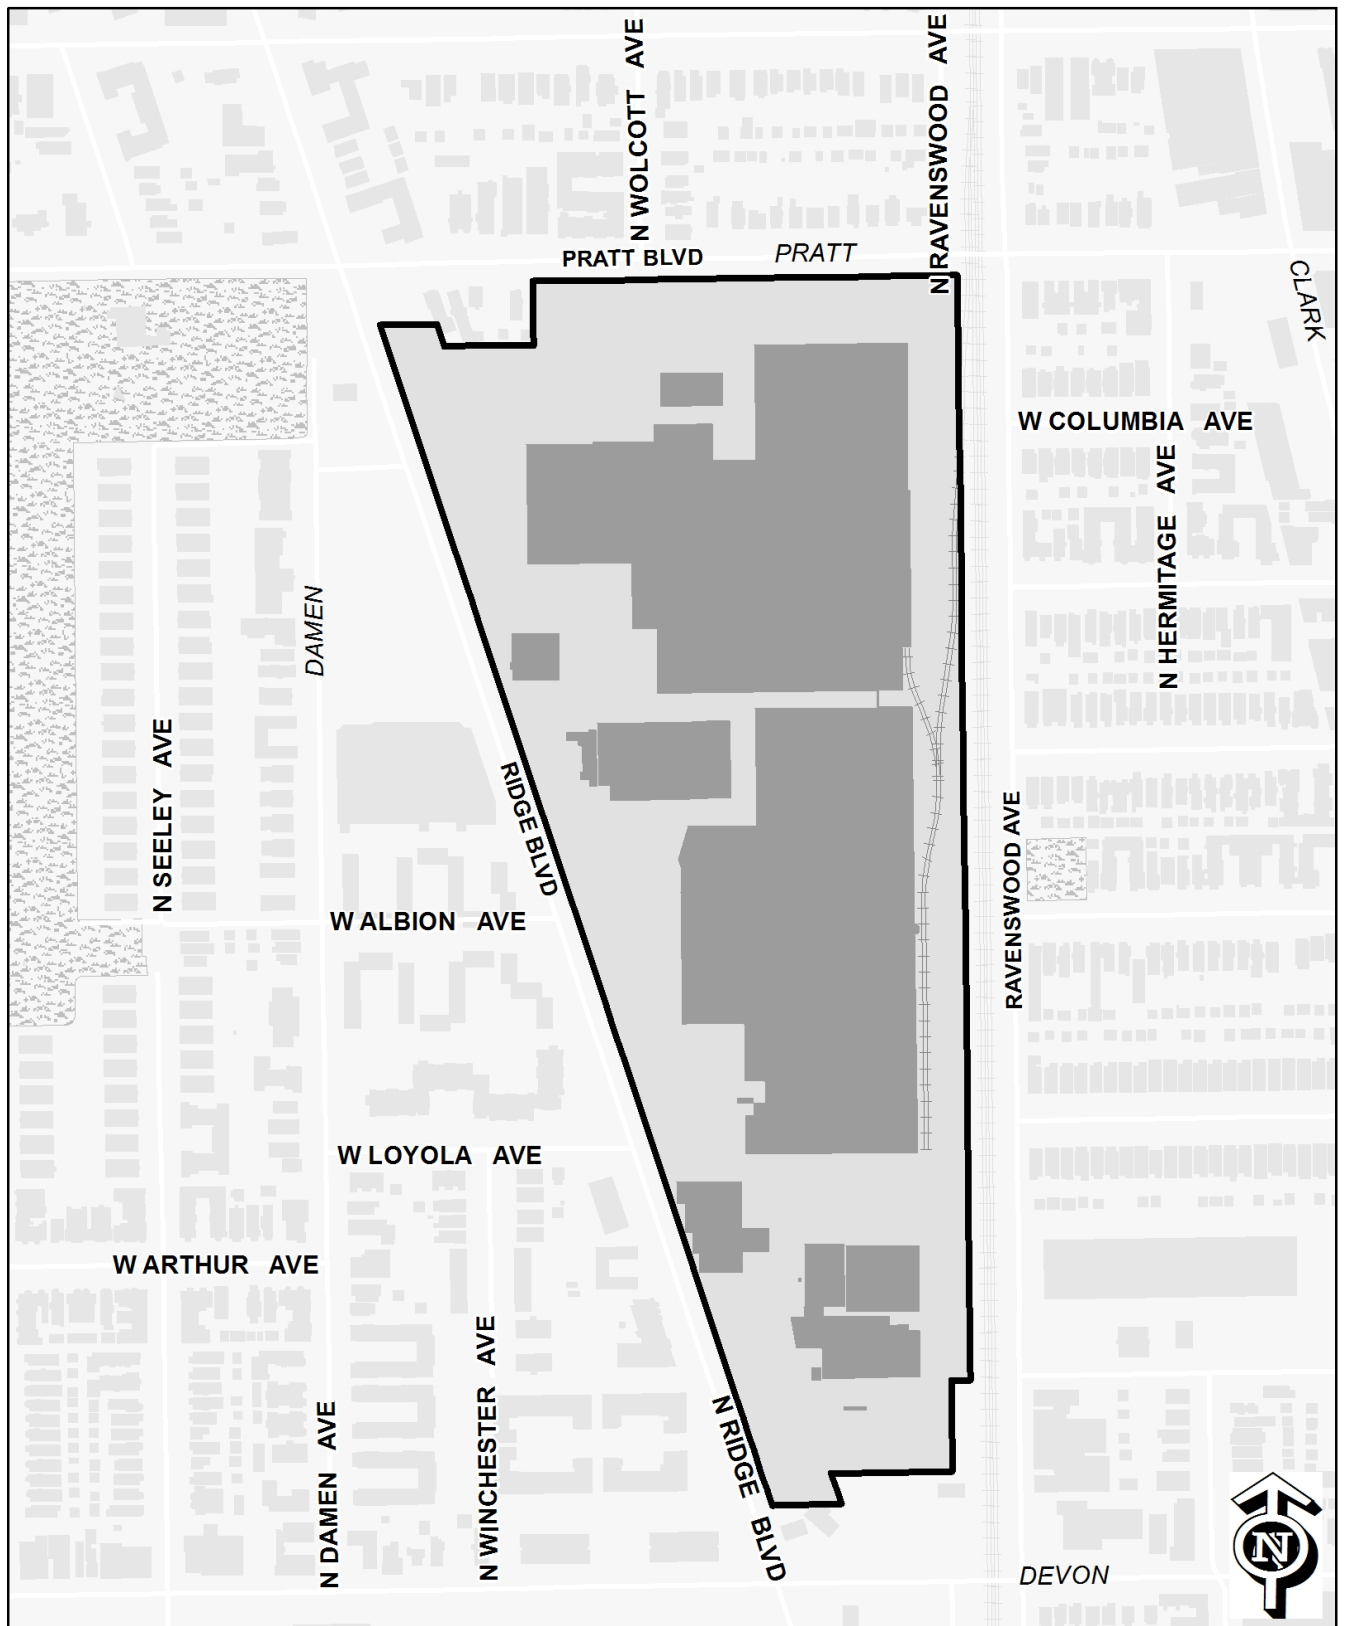 N WOLCOTT AVE
N RAVENSWOOD AVE
PRATT BLVD
PRATT
CLARK
W COLUMBIA AVE
N HERMITAGE AVE
DAMEN
N SEELEY AVE
RIDGE BLVD
RAVENSWOOD AVE
W ALBION AVE
W LOYOLA AVE
W ARTHUR AVE
N WINCHESTER AVE
N DAMEN AVE
N RIDGE BLVD
DEVON
N